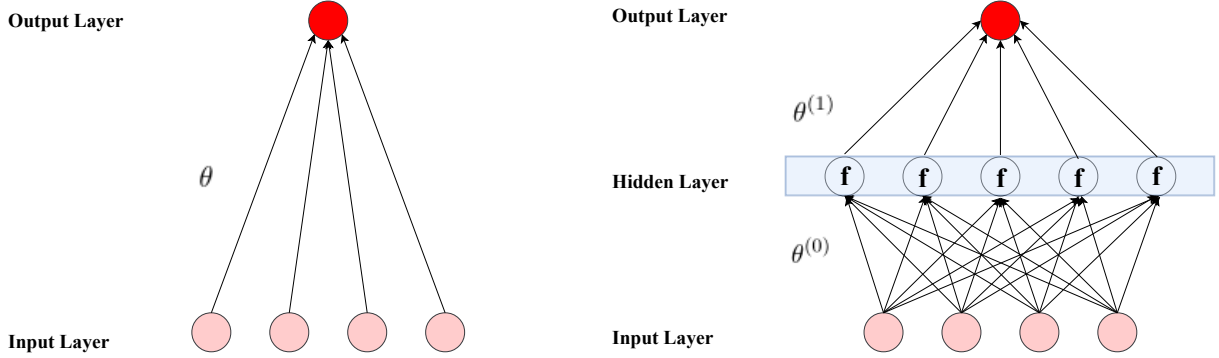 Output Layer
θ
Input Layer
Output Layer
θ^{(1)}
f f f f f
Hidden Layer
θ^{(0)}
Input Layer